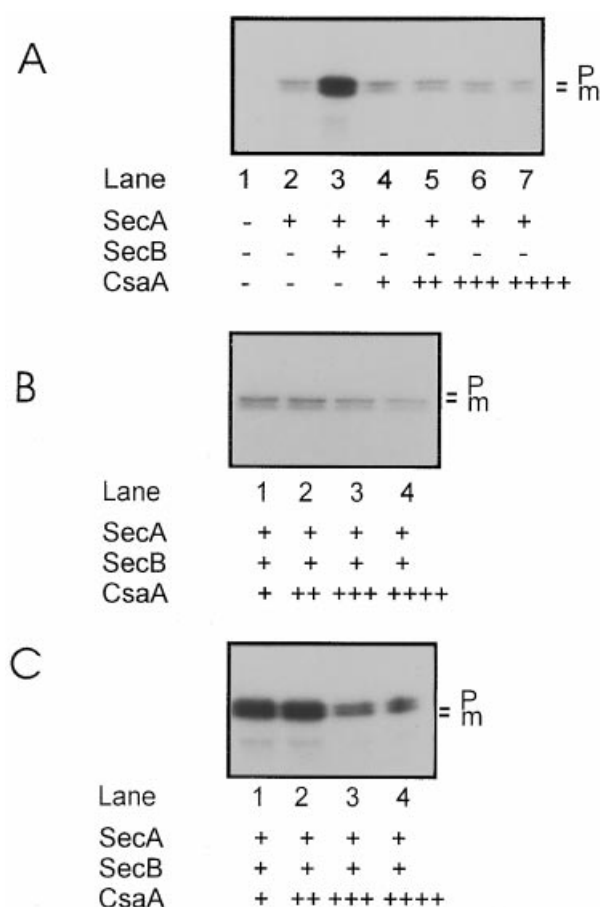 A
P
m
Lane 1 2 3 4 5 6 7
SecA - + + + + + +
SecB - - + - - - -
CsaA - - - + ++ +++ ++++
B
P
m
Lane 1 2 3 4
SecA + + + +
SecB + + + +
CsaA + ++ +++ ++++
C
P
m
Lane 1 2 3 4
SecA + + + +
SecB + + + +
CsaA + ++ +++ ++++